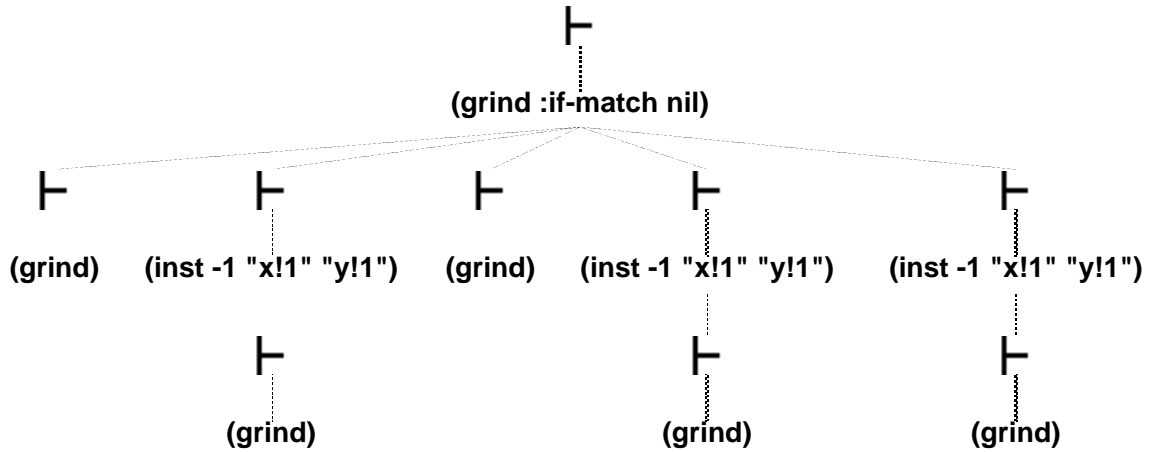 ⊢
(grind :if-match nil)
⊢ ⊢ ⊢ ⊢ ⊢
(grind) (inst -1 "x!1" "y!1") (grind) (inst -1 "x!1" "y!1") (inst -1 "x!1" "y!1")
⊢ ⊢ ⊢
(grind) (grind) (grind)